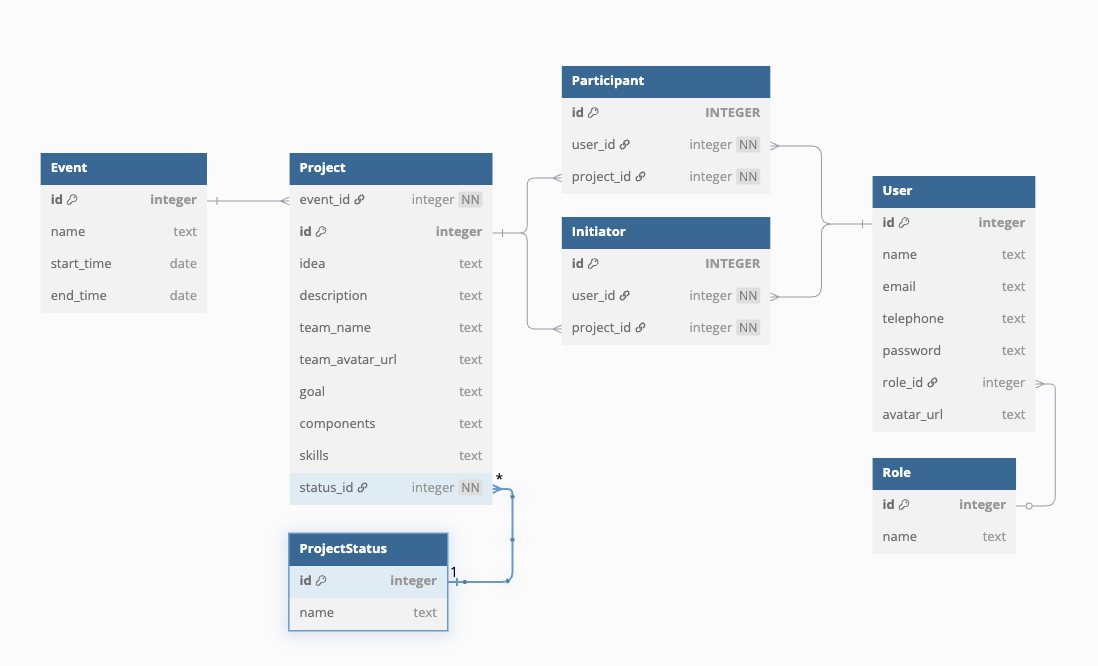 Event
id integer
name text
start_time date
end_time date
Project
event_id integer NN
id integer
idea text
description text
team_name text
team_avatar_url text
goal text
components text
skills text
status_id integer NN
*
ProjectStatus
1
id integer
name text
Participant
id INTEGER
user_id integer NN
project_id integer NN
Initiator
id INTEGER
user_id integer NN
project_id integer NN
User
id integer
name text
email text
telephone text
password text
role_id integer
avatar_url text
Role
id integer
name text